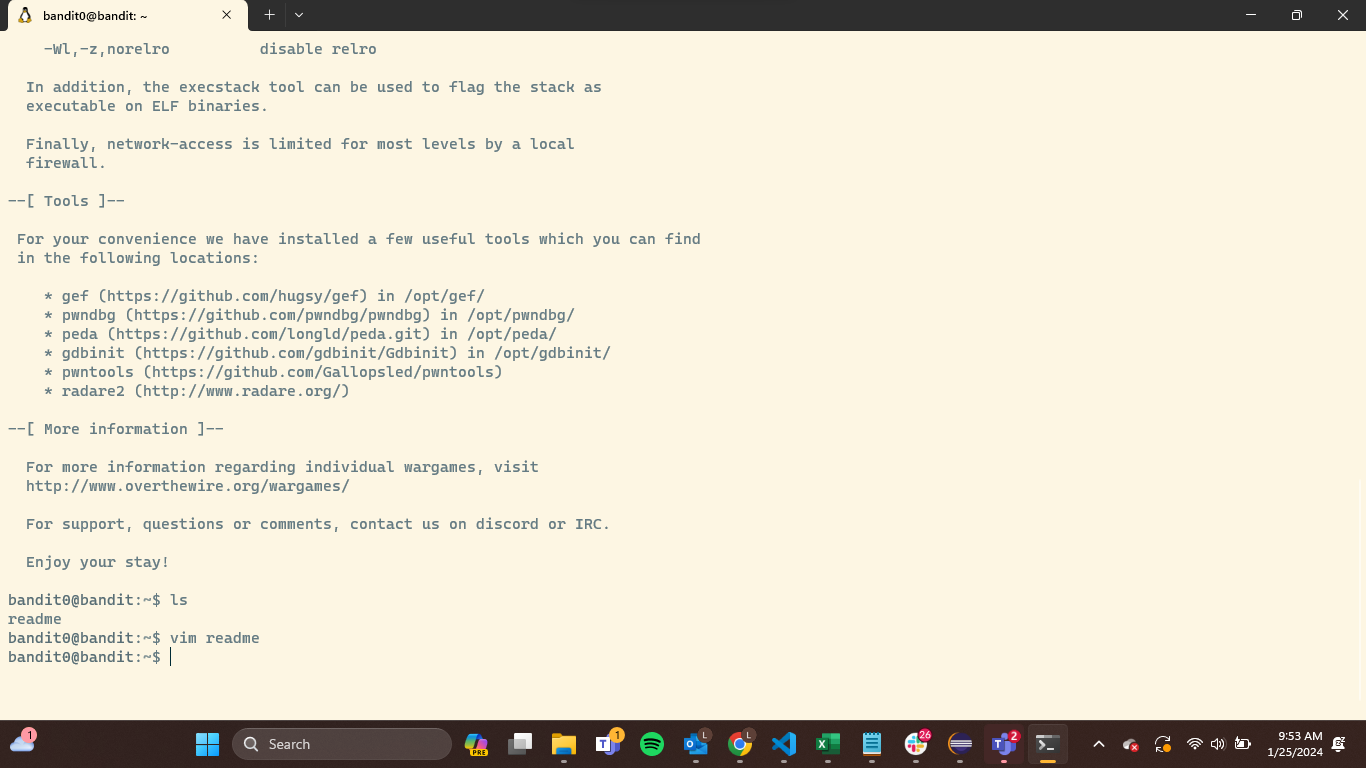 bandit0@bandit: ~
-Wl,-z,norelro          disable relro
In addition, the execstack tool can be used to flag the stack as
executable on ELF binaries.
Finally, network-access is limited for most levels by a local
firewall.
--[ Tools ]--
For your convenience we have installed a few useful tools which you can find
in the following locations:
* gef (https://github.com/hugsy/gef) in /opt/gef/
* pwndbg (https://github.com/pwndbg/pwndbg) in /opt/pwndbg/
* peda (https://github.com/longld/peda.git) in /opt/peda/
* gdbinit (https://github.com/gdbinit/Gdbinit) in /opt/gdbinit/
* pwntools (https://github.com/Gallopsled/pwntools)
* radare2 (http://www.radare.org/)
--[ More information ]--
For more information regarding individual wargames, visit
http://www.overthewire.org/wargames/
For support, questions or comments, contact us on discord or IRC.
Enjoy your stay!
bandit0@bandit:~$ ls
readme
bandit0@bandit:~$ vim readme
bandit0@bandit:~$
1
Search
PRE
1
L
L
L
26
2
9:53 AM
1/25/2024